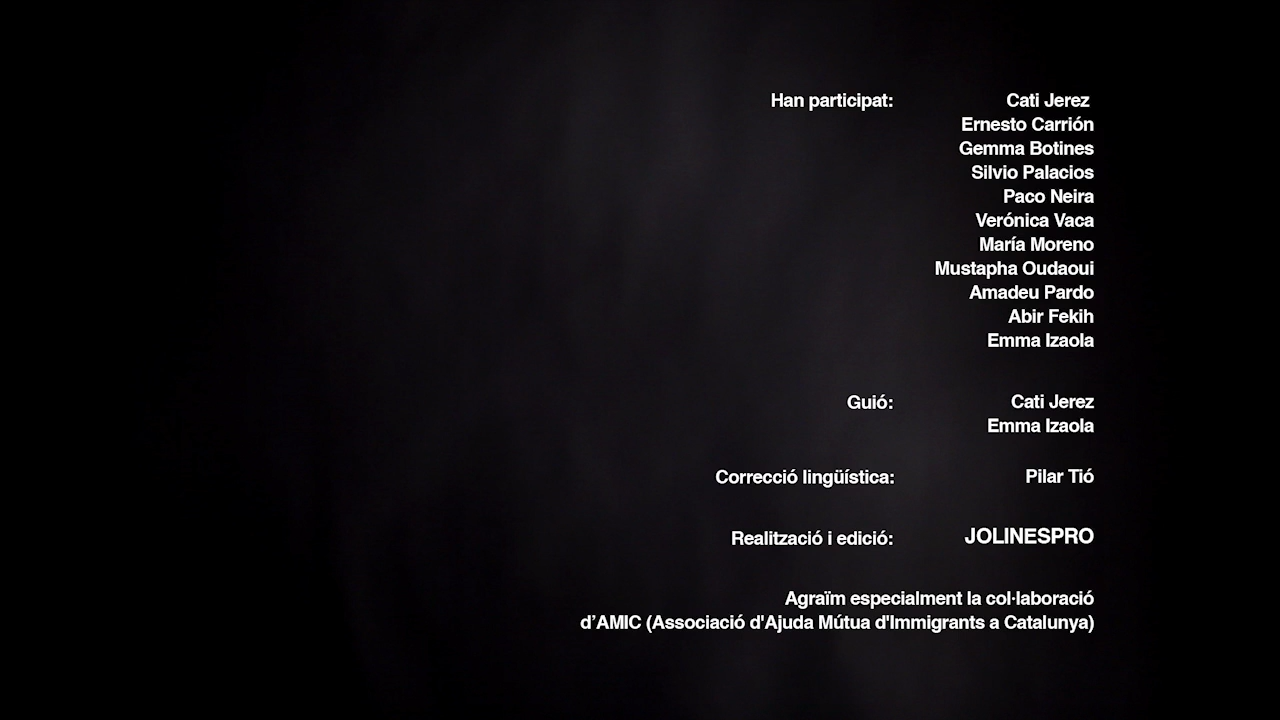 Han participat: Cati Jerez
Ernesto Carrión
Gemma Botines
Silvio Palacios
Paco Neira
Verónica Vaca
María Moreno
Mustapha Oudaoui
Amadeu Pardo
Abir Fekih
Emma Izaola
Guió: Cati Jerez
Emma Izaola
Correcció lingüística: Pilar Tió
Realització i edició: JOLINESPRO
Agraïm especialment la col·laboració
d’AMIC (Associació d'Ajuda Mútua d'Immigrants a Catalunya)